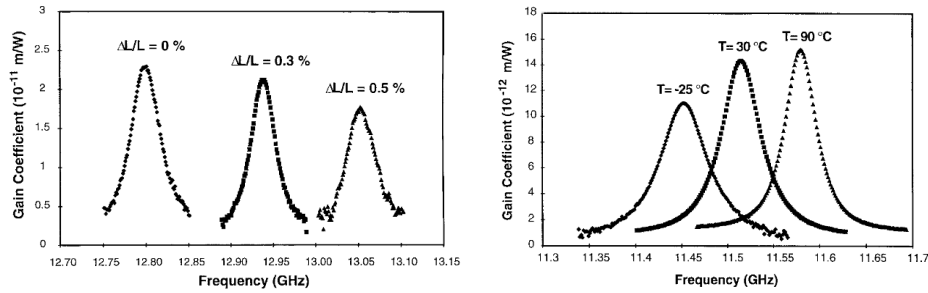 3
2.5
2
1.5
1
0.5
0
Gain Coefficient (10⁻¹¹ m/W)
ΔL/L = 0 %
ΔL/L = 0.3 %
ΔL/L = 0.5 %
12.70 12.75 12.80 12.85 12.90 12.95 13.00 13.05 13.10 13.15
Frequency (GHz)
18
16
14
12
10
8
6
4
2
0
Gain Coefficient (10⁻¹² m/W)
T= -25 °C
T= 30 °C
T= 90 °C
11.3 11.35 11.4 11.45 11.5 11.55 11.6 11.65 11.7
Frequency (GHz)